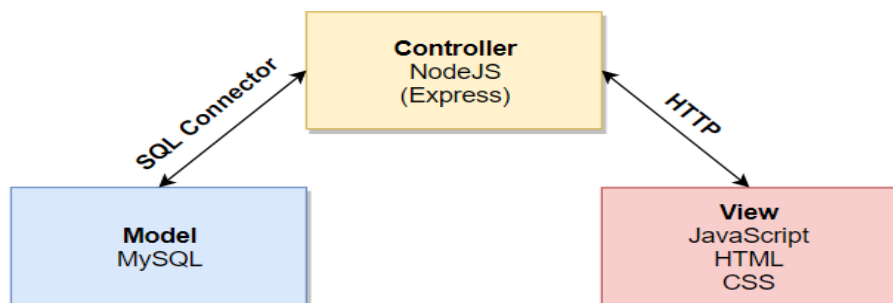 Controller
NodeJS
(Express)
SQL Connector
HTTP
Model
MySQL
View
JavaScript
HTML
CSS